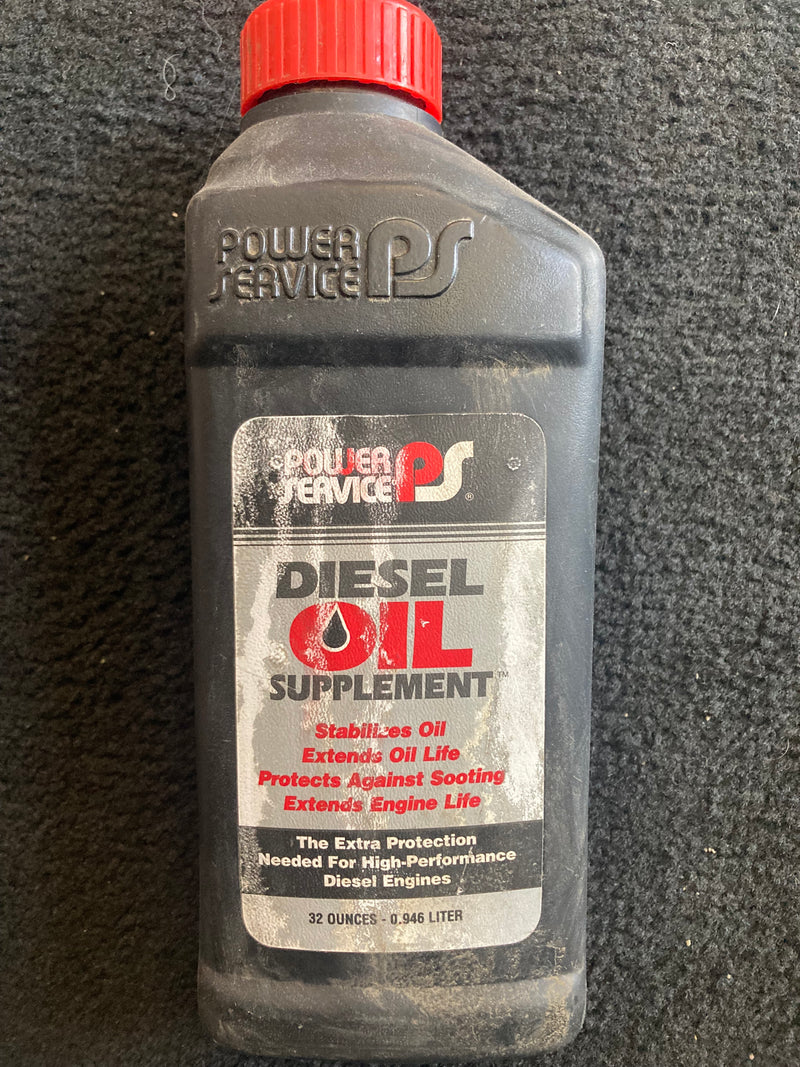 POWER
SERVICE PS
POWER
SERVICE PS®
DIESEL
OIL
SUPPLEMENT™
Stabilizes Oil
Extends Oil Life
Protects Against Sooting
Extends Engine Life
The Extra Protection
Needed For High-Performance
Diesel Engines
32 OUNCES - 0.946 LITER